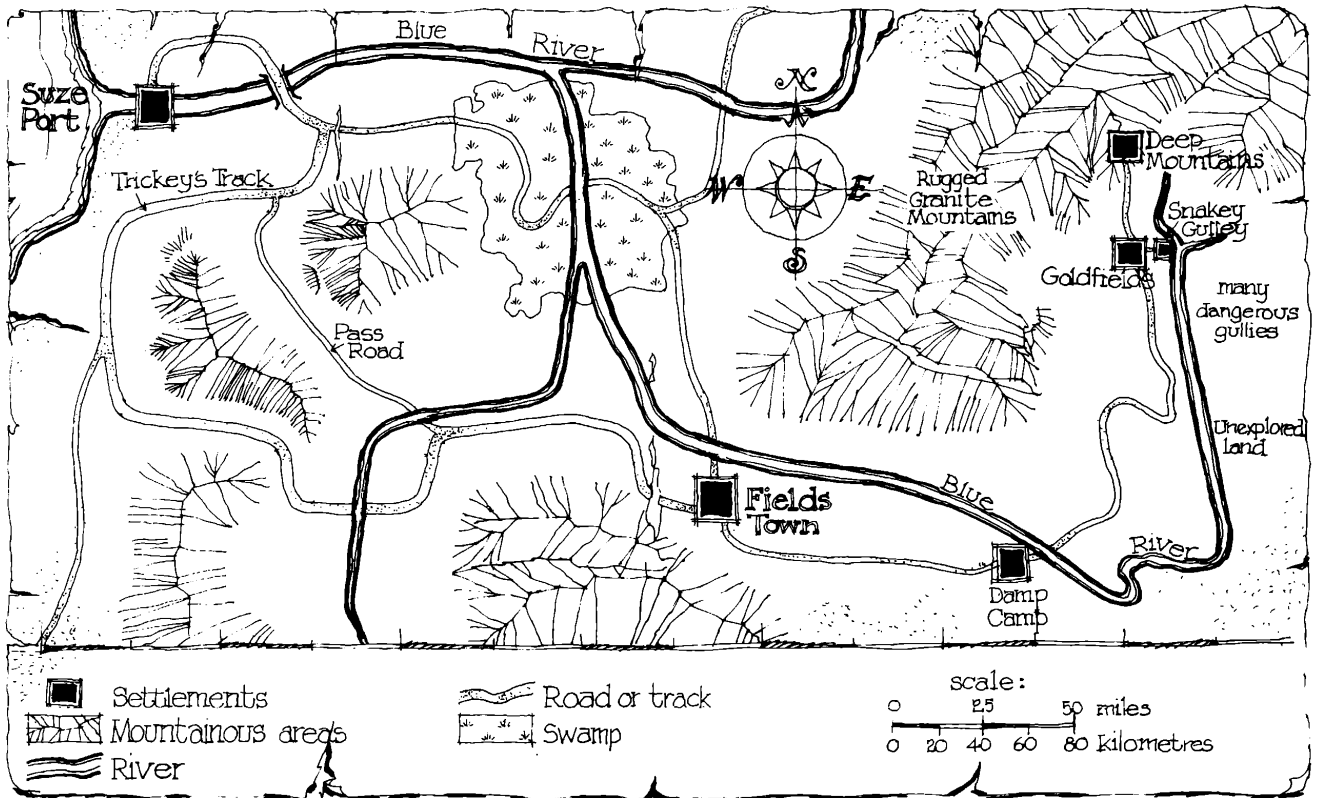 Blue River
Suze
Port
N
W E
S
Deep
Mountains
Trickey's Track
Rugged
Granite
Mountains
Snakey
Gulley
Goldfields
many
dangerous
gullies
Pass
Road
Unexplored
land
Fields
Town
Blue
River
Damp
Camp
Settlements
Mountainous areas
River
Road or track
Swamp
scale:
0 25 50 miles
0 20 40 60 80 kilometres